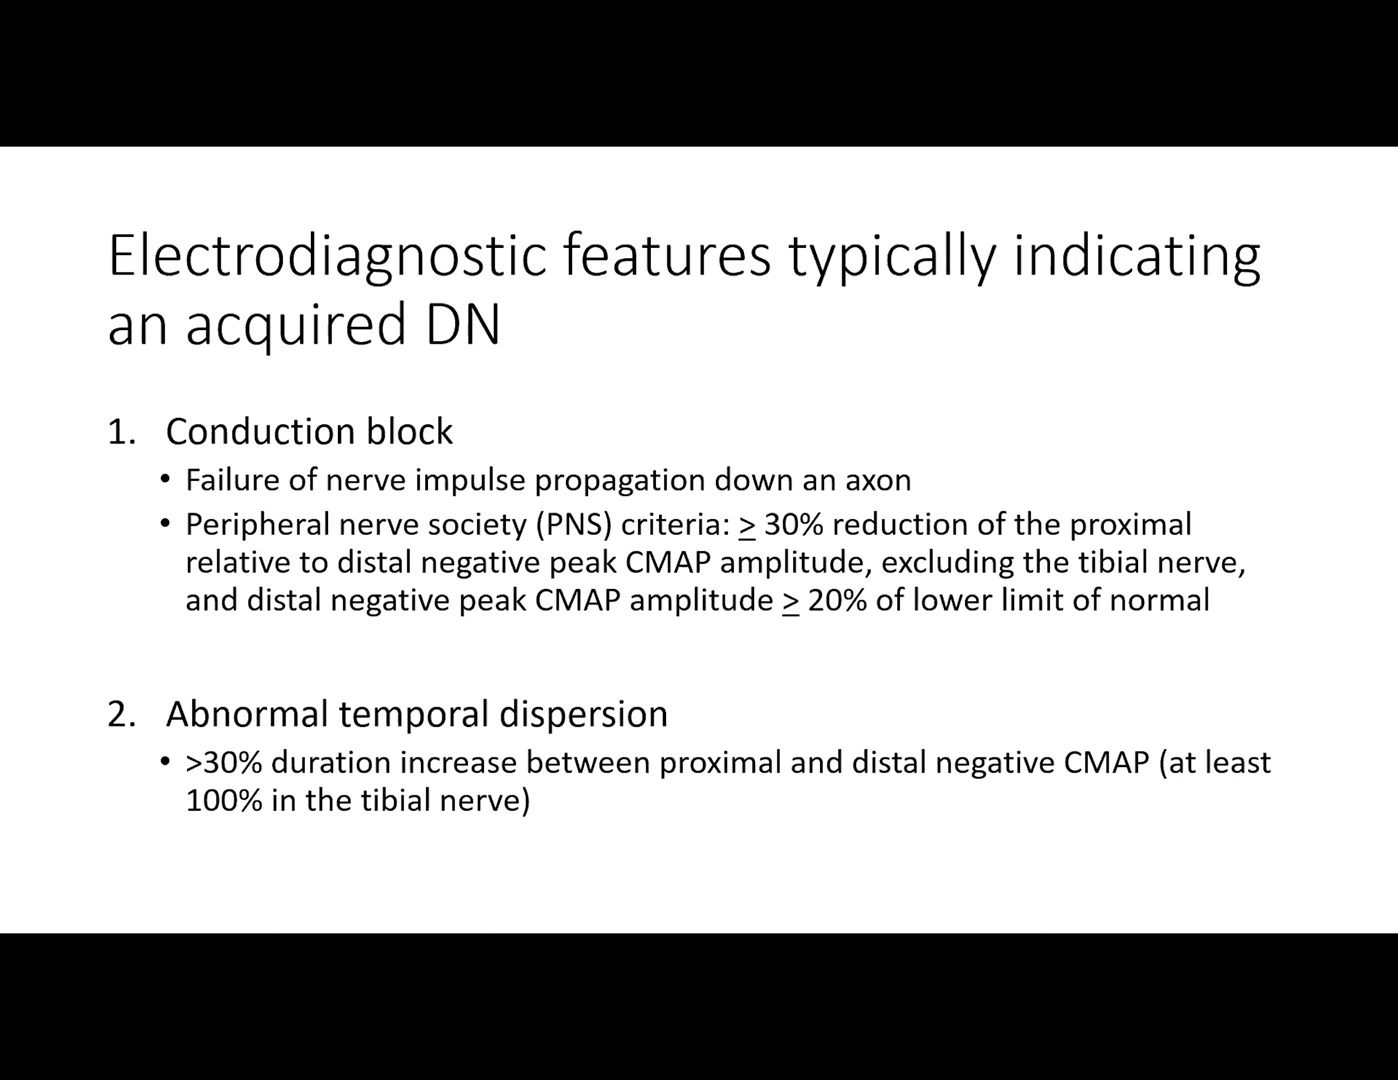 Electrodiagnostic features typically indicating
an acquired DN
1. Conduction block
• Failure of nerve impulse propagation down an axon
• Peripheral nerve society (PNS) criteria: ≥ 30% reduction of the proximal
relative to distal negative peak CMAP amplitude, excluding the tibial nerve,
and distal negative peak CMAP amplitude ≥ 20% of lower limit of normal
2. Abnormal temporal dispersion
• >30% duration increase between proximal and distal negative CMAP (at least
100% in the tibial nerve)